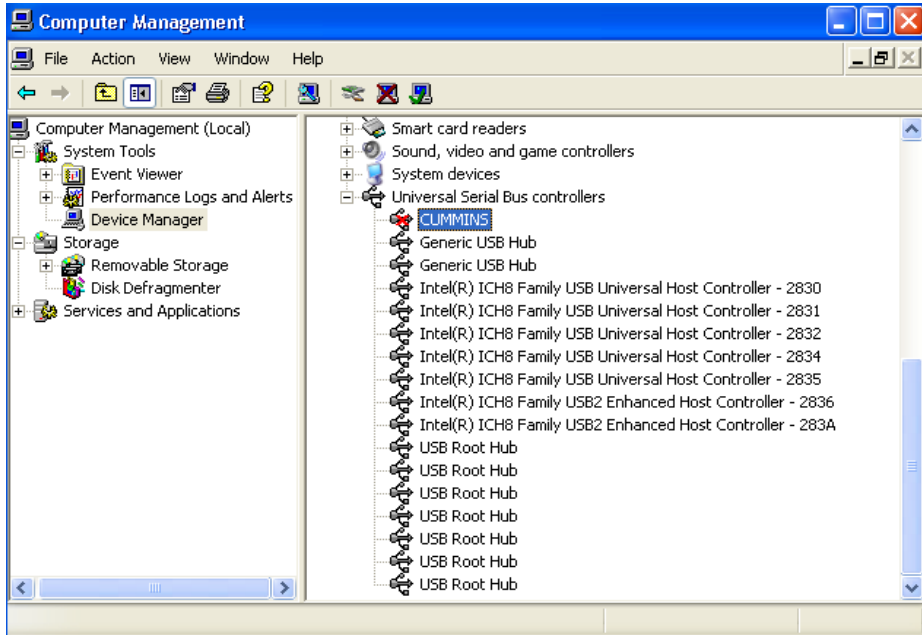 Computer Management
File Action View Window Help
Computer Management (Local)
System Tools
Event Viewer
Performance Logs and Alerts
Device Manager
Storage
Removable Storage
Disk Defragmenter
Services and Applications
Smart card readers
Sound, video and game controllers
System devices
Universal Serial Bus controllers
CUMMINS
Generic USB Hub
Generic USB Hub
Intel(R) ICH8 Family USB Universal Host Controller - 2830
Intel(R) ICH8 Family USB Universal Host Controller - 2831
Intel(R) ICH8 Family USB Universal Host Controller - 2832
Intel(R) ICH8 Family USB Universal Host Controller - 2834
Intel(R) ICH8 Family USB Universal Host Controller - 2835
Intel(R) ICH8 Family USB2 Enhanced Host Controller - 2836
Intel(R) ICH8 Family USB2 Enhanced Host Controller - 283A
USB Root Hub
USB Root Hub
USB Root Hub
USB Root Hub
USB Root Hub
USB Root Hub
USB Root Hub